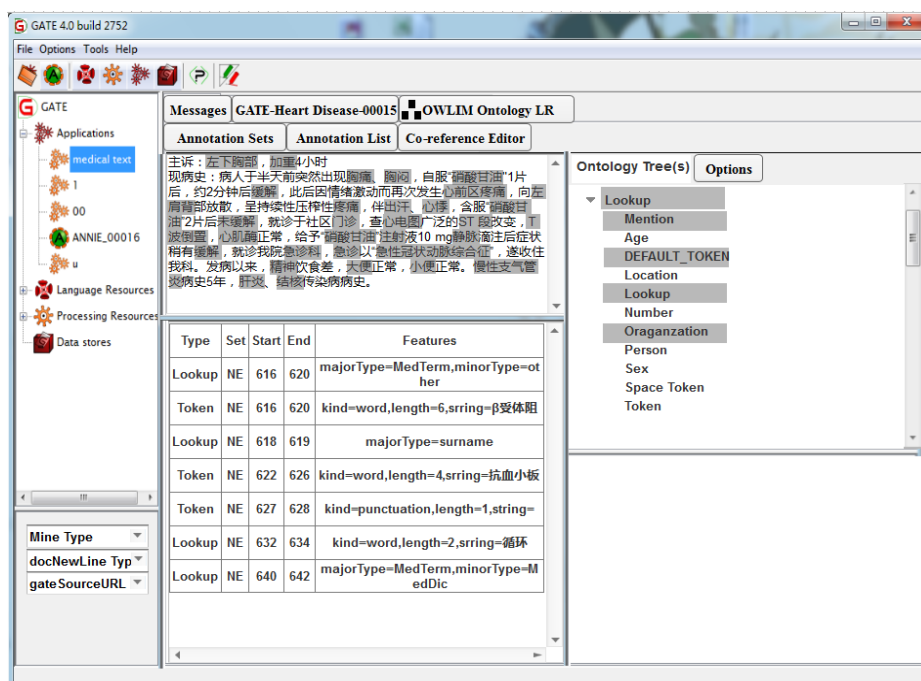 GATE 4.0 build 2752
File Options Tools Help
GATE
Applications
medical text
1
00
ANNIE_00016
u
Language Resources
Processing Resources
Data stores
Mine Type
docNewLine Typ
gateSourceURL
Messages GATE-Heart Disease-00015 OWLIM Ontology LR
Annotation Sets Annotation List Co-reference Editor
主诉：左下胸部，加重4小时
现病史：病人于半天前突然出现胸痛、胸闷，自服"硝酸甘油"1片
后，约2分钟后缓解，此后因情绪激动而再次发生心前区疼痛，向左
肩背部放散，呈持续性压榨性疼痛，伴出汗、心悸，含服"硝酸甘
油"2片后未缓解，就诊于社区门诊，查心电图广泛的ST 段改变，T
波倒置，心肌酶正常，给予"硝酸甘油"注射液10 mg静脉滴注后症状
稍有缓解，就诊我院急诊科，急诊以"急性冠状动脉综合征"，遂收住
我科。发病以来，精神饮食差，大便正常，小便正常。慢性支气管
炎病史5年，肝炎、结核传染病病史。
Type Set Start End Features
Lookup NE 616 620 majorType=MedTerm,minorType=ot
her
Token NE 616 620 kind=word,length=6,srring=β受体阻
Lookup NE 618 619 majorType=surname
Token NE 622 626 kind=word,length=4,srring=抗血小板
Token NE 627 628 kind=punctuation,length=1,string=
Lookup NE 632 634 kind=word,length=2,srring=循环
Lookup NE 640 642 majorType=MedTerm,minorType=M
edDic
Ontology Tree(s) Options
Lookup
Mention
Age
DEFAULT_TOKEN
Location
Lookup
Number
Oraganzation
Person
Sex
Space Token
Token